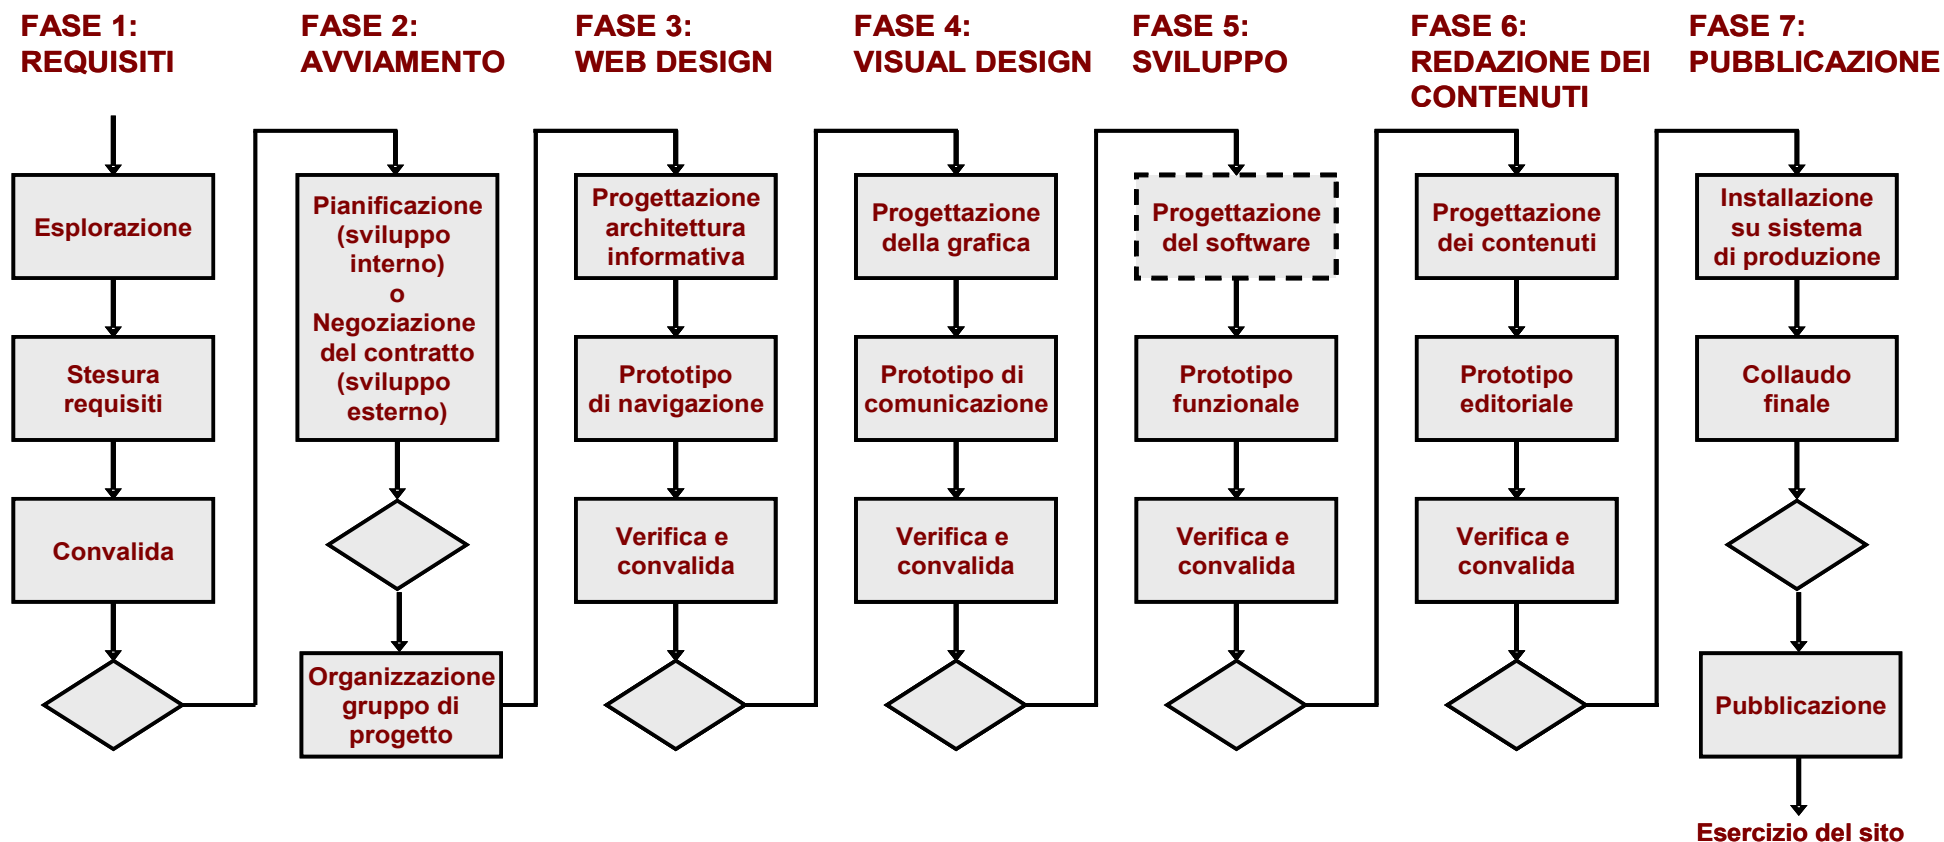 FASE 1:
REQUISITI
FASE 2:
AVVIAMENTO
FASE 3:
WEB DESIGN
FASE 4:
VISUAL DESIGN
FASE 5:
SVILUPPO
FASE 6:
REDAZIONE DEI
CONTENUTI
FASE 7:
PUBBLICAZIONE
Esplorazione
Stesura
requisiti
Convalida
Pianificazione
(sviluppo
interno)
o
Negoziazione
del contratto
(sviluppo
esterno)
Organizzazione
gruppo di
progetto
Progettazione
architettura
informativa
Prototipo
di navigazione
Verifica e
convalida
Progettazione
della grafica
Prototipo di
comunicazione
Verifica e
convalida
Progettazione
del software
Prototipo
funzionale
Verifica e
convalida
Progettazione
dei contenuti
Prototipo
editoriale
Verifica e
convalida
Installazione
su sistema
di produzione
Collaudo
finale
Pubblicazione
Esercizio del sito